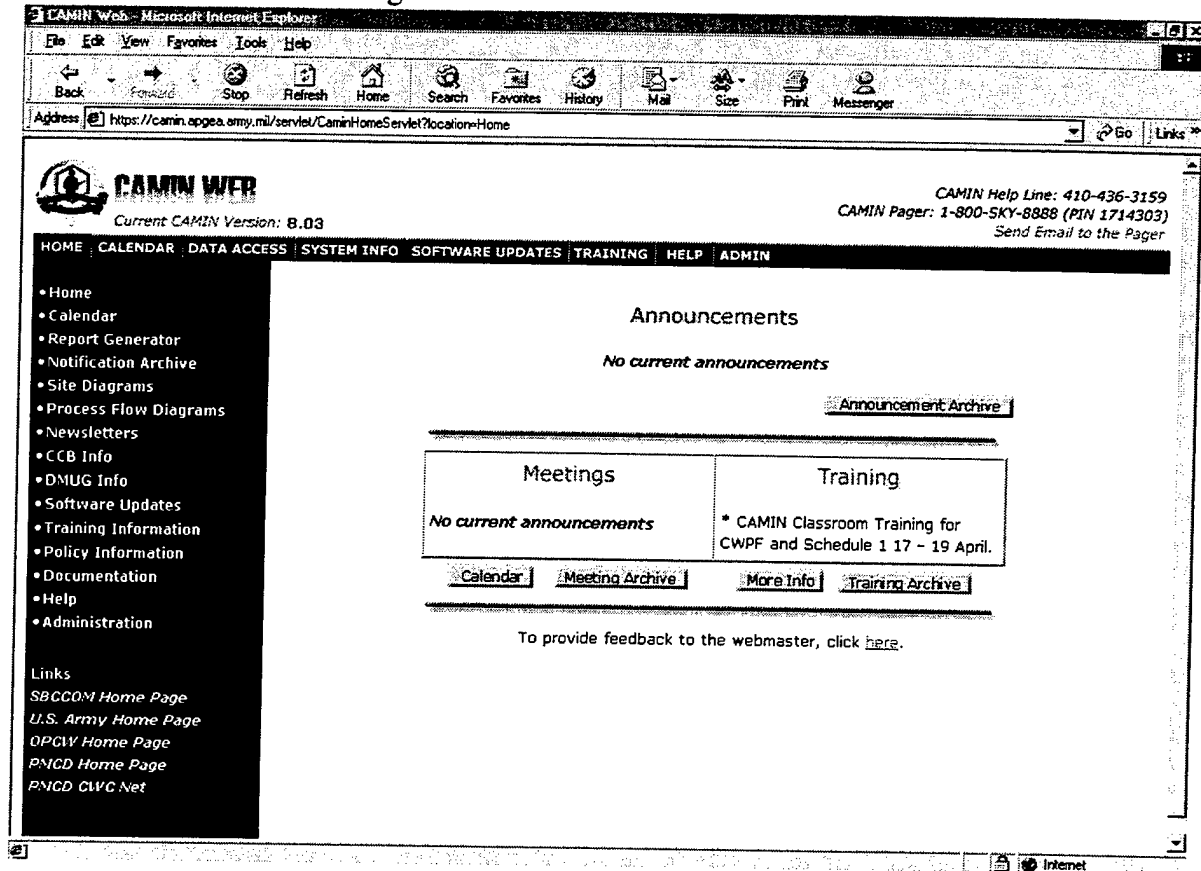 CAMIN Web - Microsoft Internet Explorer
File Edit View Favorites Tools Help
Back Forward Stop Refresh Home Search Favorites History Mail Size Print Messenger
Address https://camin.apgea.army.mil/servlet/CaminHomeServlet?location=Home Go Links »
CAMIN WEB
Current CAMIN Version: 8.03
CAMIN Help Line: 410-436-3159
CAMIN Pager: 1-800-SKY-8888 (PIN 1714303)
Send Email to the Pager
HOME CALENDAR DATA ACCESS SYSTEM INFO SOFTWARE UPDATES TRAINING HELP ADMIN
• Home
• Calendar
• Report Generator
• Notification Archive
• Site Diagrams
• Process Flow Diagrams
• Newsletters
• CCB Info
• DMUG Info
• Software Updates
• Training Information
• Policy Information
• Documentation
• Help
• Administration
Links
SBCCOM Home Page
U.S. Army Home Page
OPCW Home Page
PMCD Home Page
PMCD CWC Net
Announcements
No current announcements
Announcement Archive
Meetings
No current announcements
Training
* CAMIN Classroom Training for
CWPF and Schedule 1 17 - 19 April.
Calendar Meeting Archive More Info Training Archive
To provide feedback to the webmaster, click here.
Internet